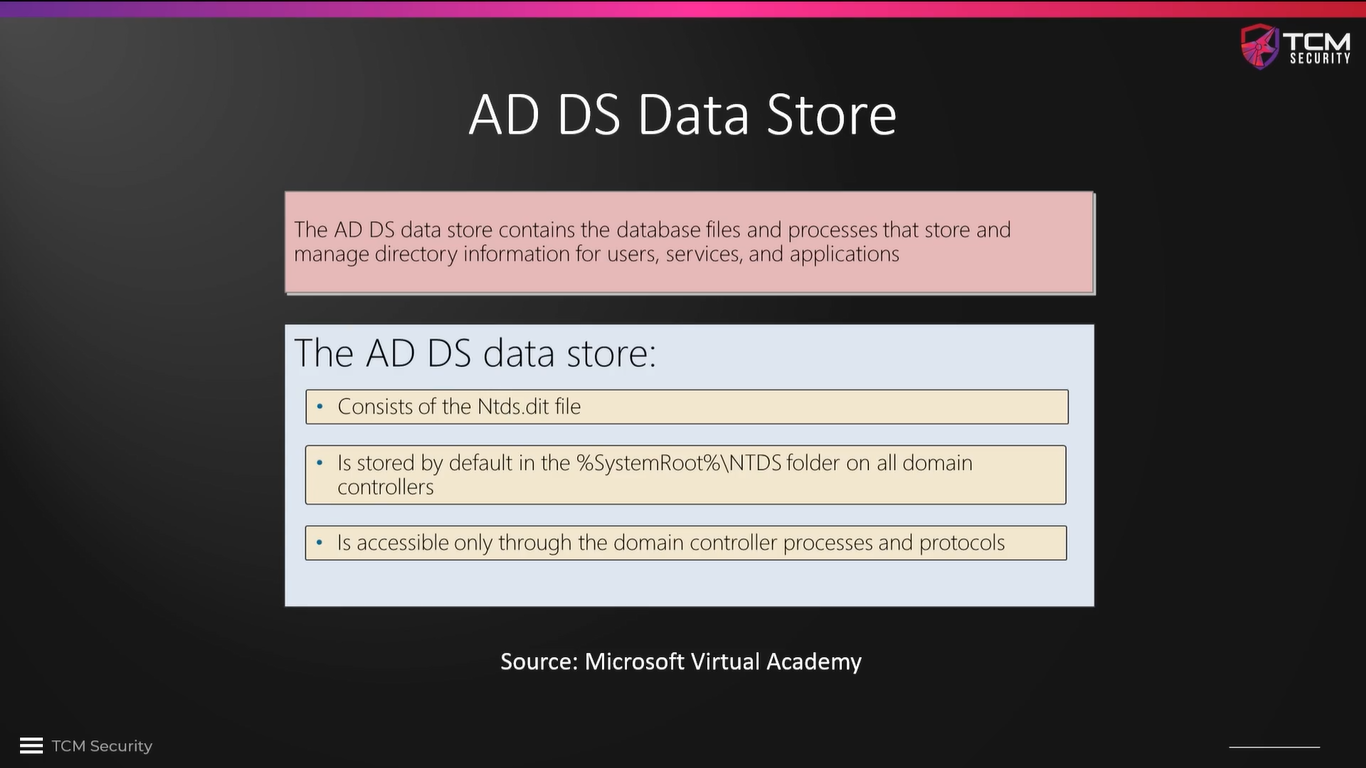 TCM
SECURITY
AD DS Data Store
The AD DS data store contains the database files and processes that store and
manage directory information for users, services, and applications
The AD DS data store:
• Consists of the Ntds.dit file
• Is stored by default in the %SystemRoot%\NTDS folder on all domain
controllers
• Is accessible only through the domain controller processes and protocols
Source: Microsoft Virtual Academy
TCM Security